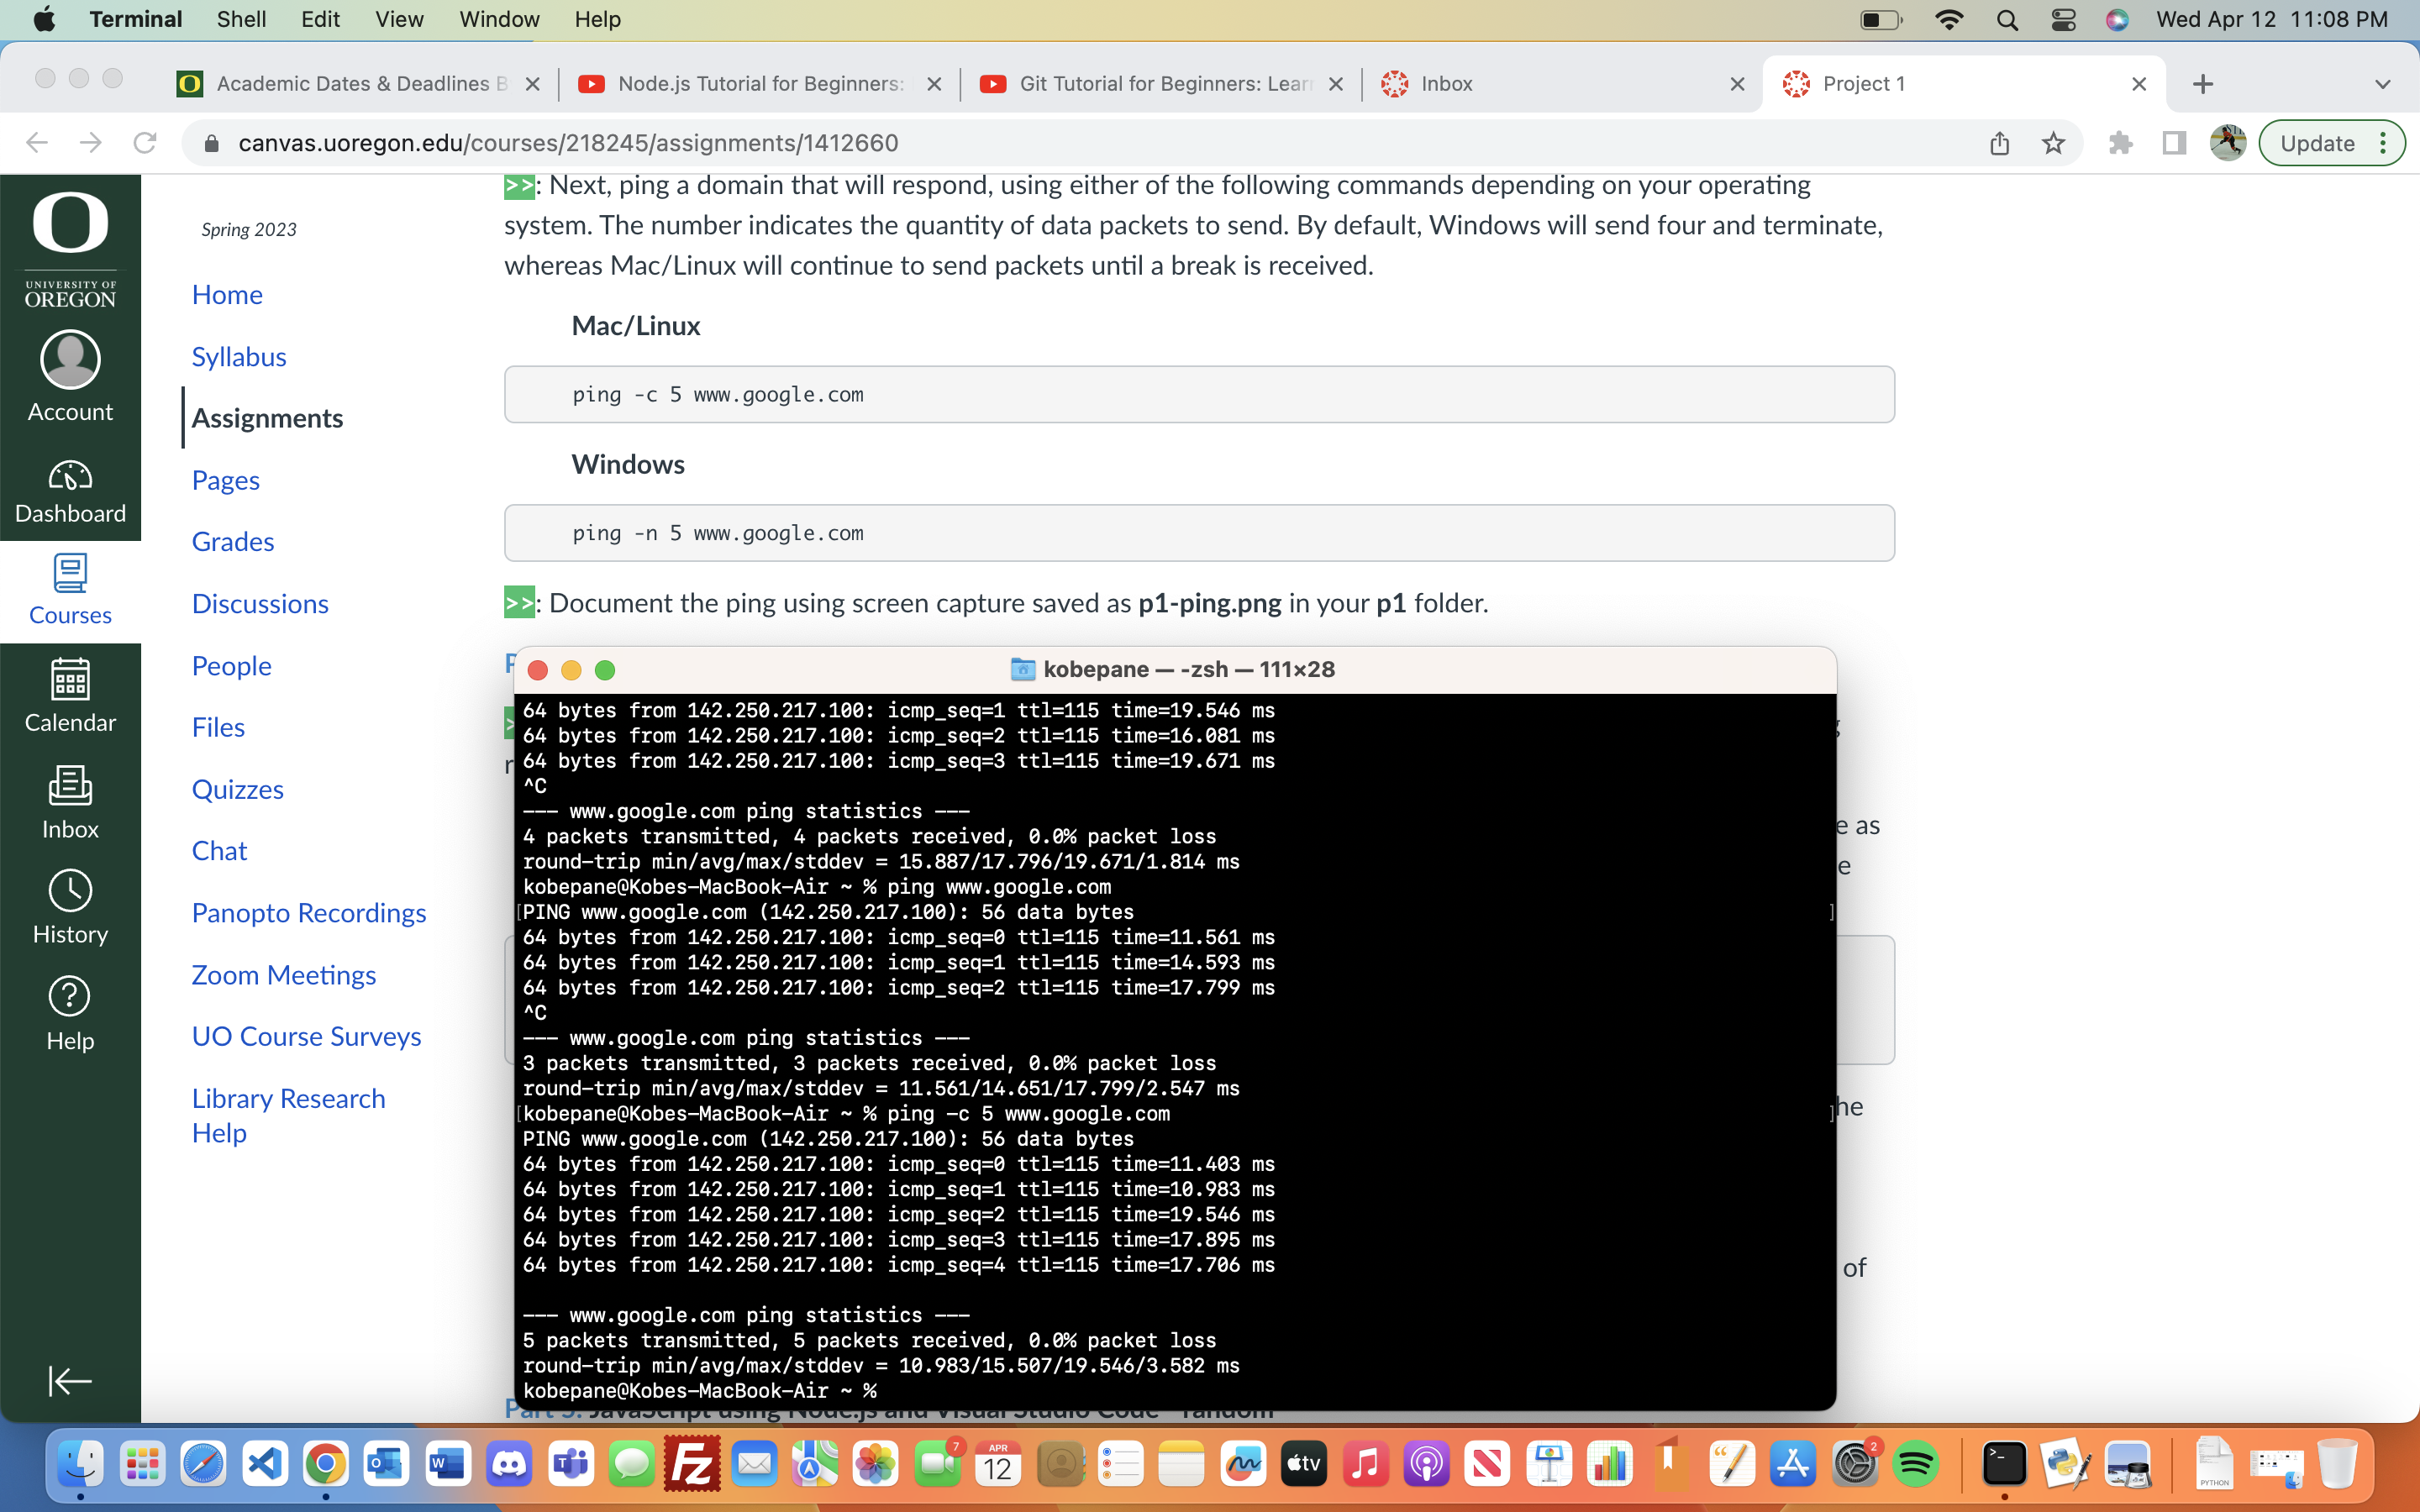 Terminal Shell Edit View Window Help Wed Apr 12 11:08 PM
Academic Dates & Deadlines B
Node.js Tutorial for Beginners:
Git Tutorial for Beginners: Lear
Inbox
Project 1
canvas.uoregon.edu/courses/218245/assignments/1412660
Update
UNIVERSITY OF
OREGON
Account
Dashboard
Courses
Calendar
Inbox
History
Help
Spring 2023
Home
Syllabus
Assignments
Pages
Grades
Discussions
People
Files
Quizzes
Chat
Panopto Recordings
Zoom Meetings
UO Course Surveys
Library Research
Help
>>: Next, ping a domain that will respond, using either of the following commands depending on your operating
system. The number indicates the quantity of data packets to send. By default, Windows will send four and terminate,
whereas Mac/Linux will continue to send packets until a break is received.
Mac/Linux
ping -c 5 www.google.com
Windows
ping -n 5 www.google.com
>>: Document the ping using screen capture saved as p1-ping.png in your p1 folder.
kobepane — -zsh — 111×28
64 bytes from 142.250.217.100: icmp_seq=1 ttl=115 time=19.546 ms
64 bytes from 142.250.217.100: icmp_seq=2 ttl=115 time=16.081 ms
64 bytes from 142.250.217.100: icmp_seq=3 ttl=115 time=19.671 ms
^C
--- www.google.com ping statistics ---
4 packets transmitted, 4 packets received, 0.0% packet loss
round-trip min/avg/max/stddev = 15.887/17.796/19.671/1.814 ms
kobepane@Kobes-MacBook-Air ~ % ping www.google.com
[PING www.google.com (142.250.217.100): 56 data bytes ]
64 bytes from 142.250.217.100: icmp_seq=0 ttl=115 time=11.561 ms
64 bytes from 142.250.217.100: icmp_seq=1 ttl=115 time=14.593 ms
64 bytes from 142.250.217.100: icmp_seq=2 ttl=115 time=17.799 ms
^C
--- www.google.com ping statistics ---
3 packets transmitted, 3 packets received, 0.0% packet loss
round-trip min/avg/max/stddev = 11.561/14.651/17.799/2.547 ms
[kobepane@Kobes-MacBook-Air ~ % ping -c 5 www.google.com ]
PING www.google.com (142.250.217.100): 56 data bytes
64 bytes from 142.250.217.100: icmp_seq=0 ttl=115 time=11.403 ms
64 bytes from 142.250.217.100: icmp_seq=1 ttl=115 time=10.983 ms
64 bytes from 142.250.217.100: icmp_seq=2 ttl=115 time=19.546 ms
64 bytes from 142.250.217.100: icmp_seq=3 ttl=115 time=17.895 ms
64 bytes from 142.250.217.100: icmp_seq=4 ttl=115 time=17.706 ms
--- www.google.com ping statistics ---
5 packets transmitted, 5 packets received, 0.0% packet loss
round-trip min/avg/max/stddev = 10.983/15.507/19.546/3.582 ms
kobepane@Kobes-MacBook-Air ~ %
e as
e
he
of
Part 5: JavaScript using Node.js and Visual Studio Code - random
7
APR
12
tv
2
PYTHON